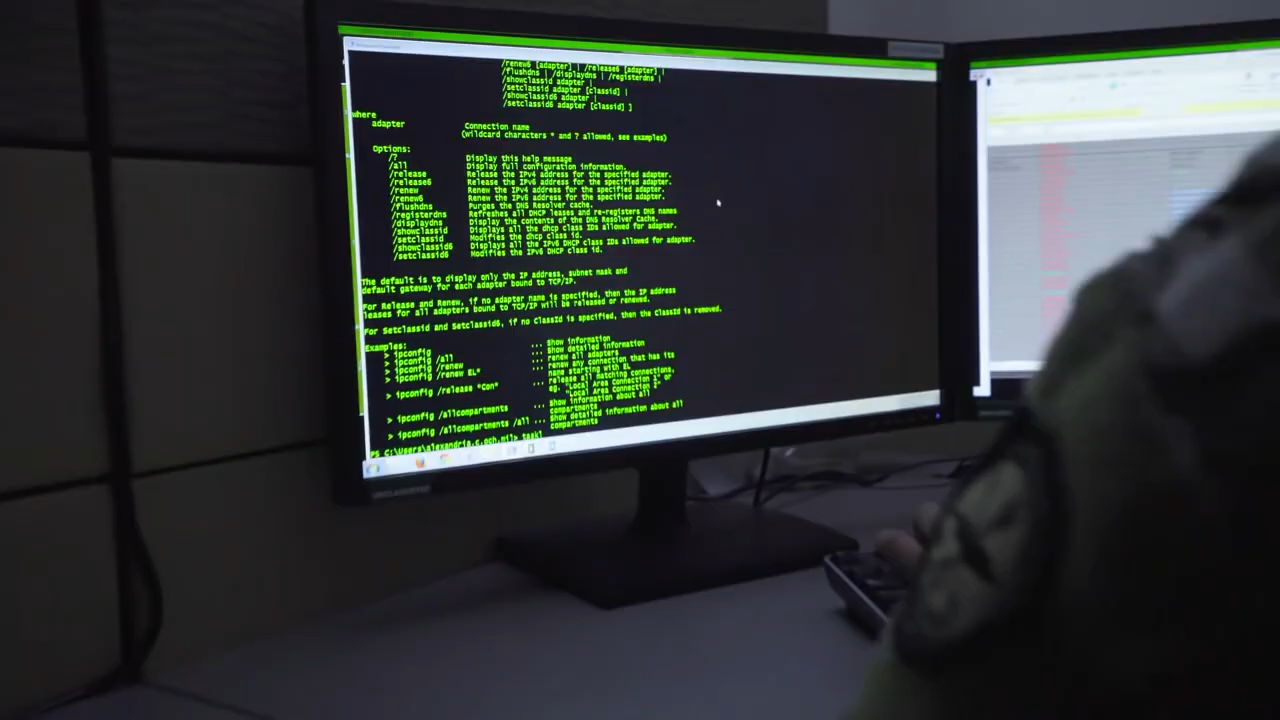 /renew6 [adapter] | /release6 [adapter] |
/flushdns | /displaydns | /registerdns |
/showclassid adapter |
/setclassid adapter [classid] |
/showclassid6 adapter |
/setclassid6 adapter [classid] ]
where
adapter Connection name
(wildcard characters * and ? allowed, see examples)
Options:
/? Display this help message
/all Display full configuration information.
/release Release the IPv4 address for the specified adapter.
/release6 Release the IPv6 address for the specified adapter.
/renew Renew the IPv4 address for the specified adapter.
/renew6 Renew the IPv6 address for the specified adapter.
/flushdns Purges the DNS Resolver cache.
/registerdns Refreshes all DHCP leases and re-registers DNS names
/displaydns Display the contents of the DNS Resolver Cache.
/showclassid Displays all the dhcp class IDs allowed for adapter.
/setclassid Modifies the dhcp class id.
/showclassid6 Displays all the IPv6 DHCP class IDs allowed for adapter.
/setclassid6 Modifies the IPv6 DHCP class id.
The default is to display only the IP address, subnet mask and
default gateway for each adapter bound to TCP/IP.
For Release and Renew, if no adapter name is specified, then the IP address
leases for all adapters bound to TCP/IP will be released or renewed.
For Setclassid and Setclassid6, if no ClassId is specified, then the ClassId is removed.
Examples:
> ipconfig ... Show information
> ipconfig /all ... Show detailed information
> ipconfig /renew ... renew all adapters
> ipconfig /renew EL* ... renew any connection that has its
name starting with EL
> ipconfig /release *Con* ... release all matching connections,
eg. "Local Area Connection 1" or
"Local Area Connection 2"
> ipconfig /allcompartments ... Show information about all
compartments
> ipconfig /allcompartments /all ... Show detailed information about all
compartments
PS C:\Users\alexandria.c.och.mil> taskl